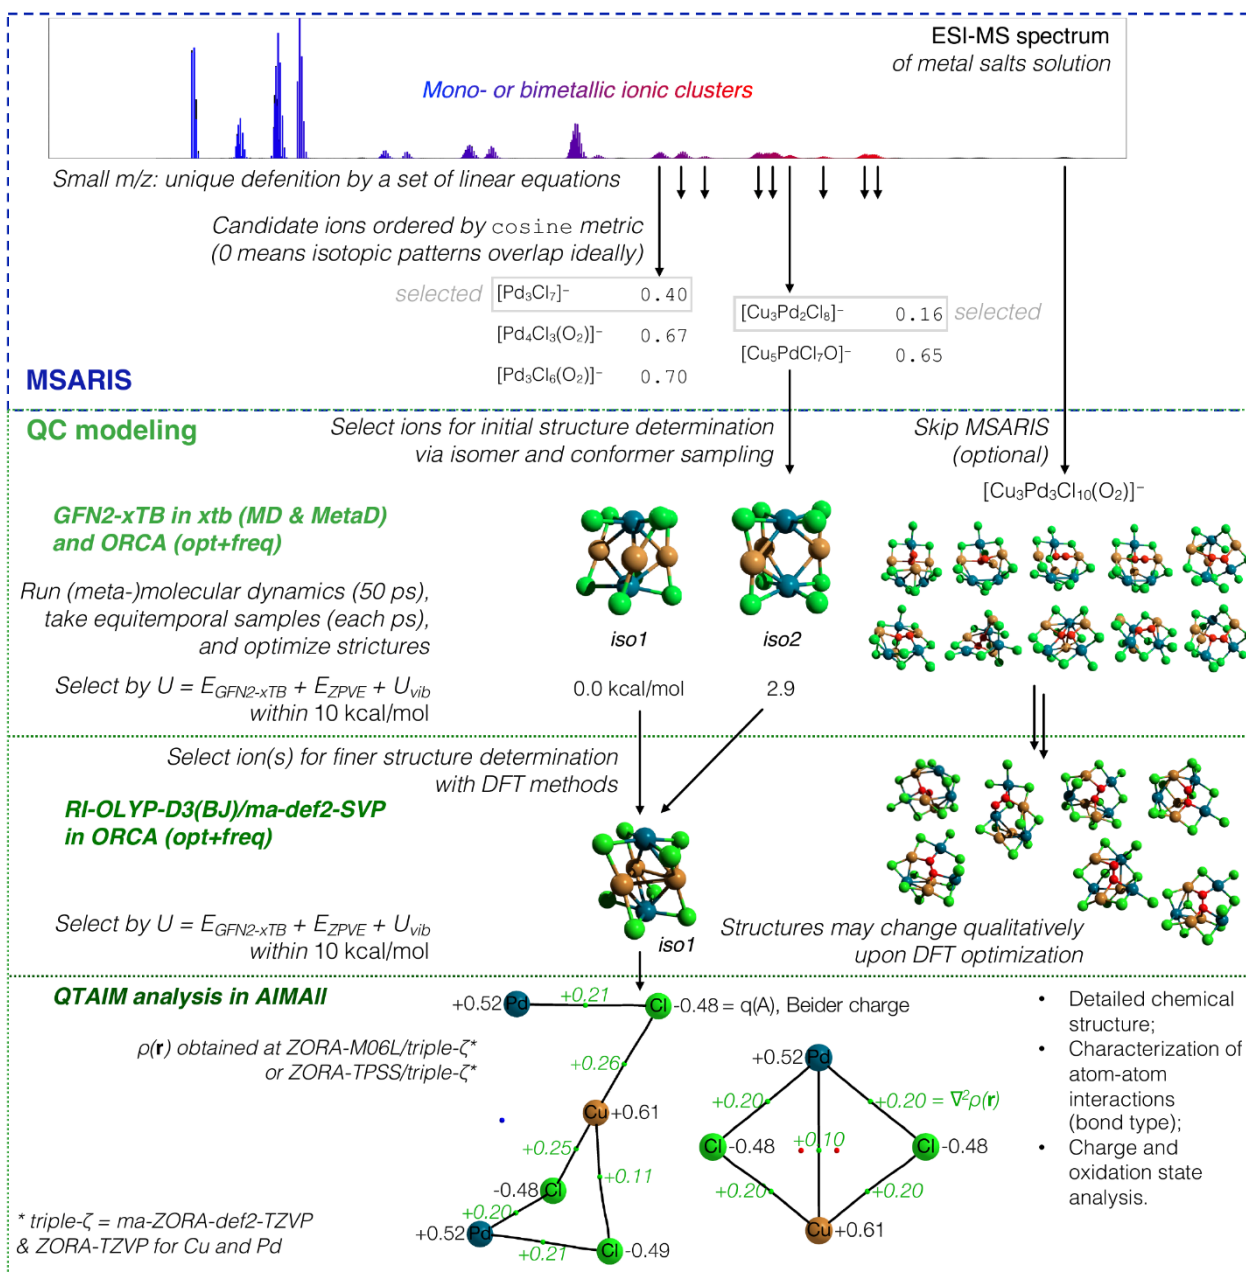 ESI-MS spectrum
of metal salts solution
Mono- or bimetallic ionic clusters
Small m/z: unique defenition by a set of linear equations
Candidate ions ordered by cosine metric
(0 means isotopic patterns overlap ideally)
selected [Pd₃Cl₇]⁻ 0.40
[Pd₄Cl₃(O₂)]⁻ 0.67
[Pd₃Cl₆(O₂)]⁻ 0.70
[Cu₃Pd₂Cl₈]⁻ 0.16 selected
[Cu₅PdCl₇O]⁻ 0.65
MSARIS
QC modeling
Select ions for initial structure determination
via isomer and conformer sampling
Skip MSARIS
(optional)
[Cu₃Pd₃Cl₁₀(O₂)]⁻
GFN2-xTB in xtb (MD & MetaD)
and ORCA (opt+freq)
Run (meta-)molecular dynamics (50 ps),
take equitemporal samples (each ps),
and optimize strictures
iso1
iso2
Select by U = E_GFN2-xTB + E_ZPVE + U_vib
within 10 kcal/mol
0.0 kcal/mol
2.9
Select ion(s) for finer structure determination
with DFT methods
RI-OLYP-D3(BJ)/ma-def2-SVP
in ORCA (opt+freq)
Select by U = E_GFN2-xTB + E_ZPVE + U_vib
within 10 kcal/mol
iso1
Structures may change qualitatively
upon DFT optimization
QTAIM analysis in AIMAll
ρ(r) obtained at ZORA-M06L/triple-ζ*
or ZORA-TPSS/triple-ζ*
+0.52 Pd +0.21 Cl -0.48 = q(A), Beider charge
+0.26
Cu +0.61
+0.25
+0.11
-0.48 Cl
+0.20
+0.52 Pd
+0.21
Cl -0.49
+0.52 Pd
+0.20
+0.20 = ∇²ρ(r)
Cl -0.48
+0.10
Cl -0.48
+0.20
+0.20
Cu +0.61
• Detailed chemical
structure;
• Characterization of
atom-atom
interactions
(bond type);
• Charge and
oxidation state
analysis.
* triple-ζ = ma-ZORA-def2-TZVP
& ZORA-TZVP for Cu and Pd